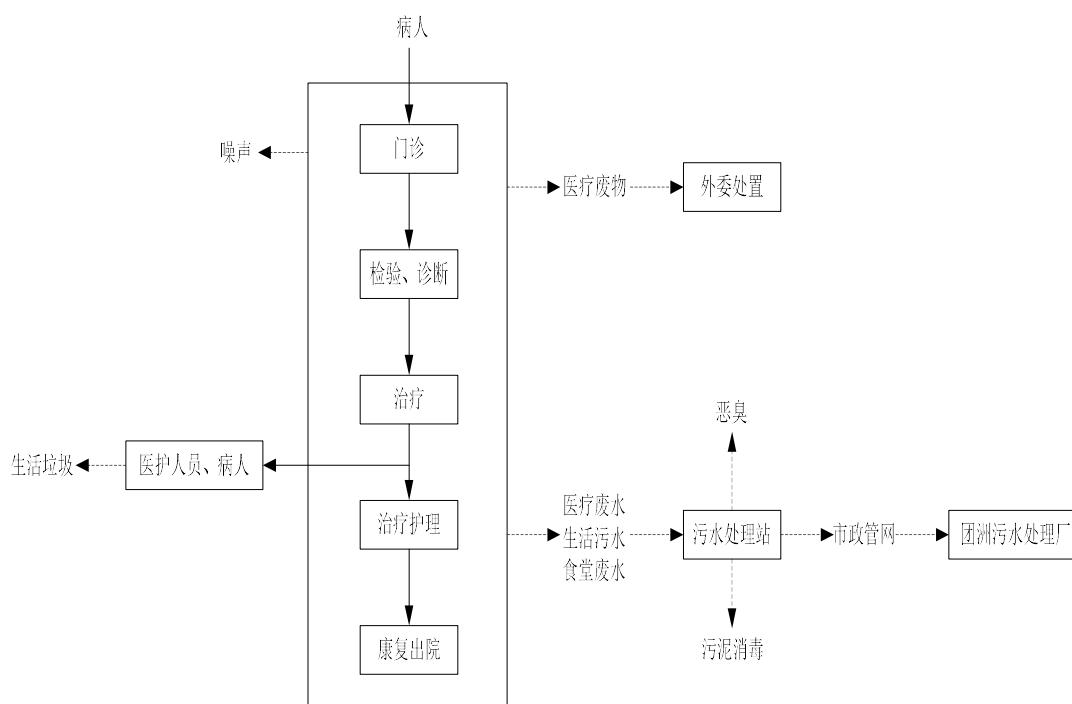 病人
门诊
噪声
医疗废物
外委处置
检验、诊断
治疗
恶臭
生活垃圾
医护人员、病人
治疗护理
医疗废水
生活污水
食堂废水
污水处理站
市政管网
团洲污水处理厂
康复出院
污泥消毒